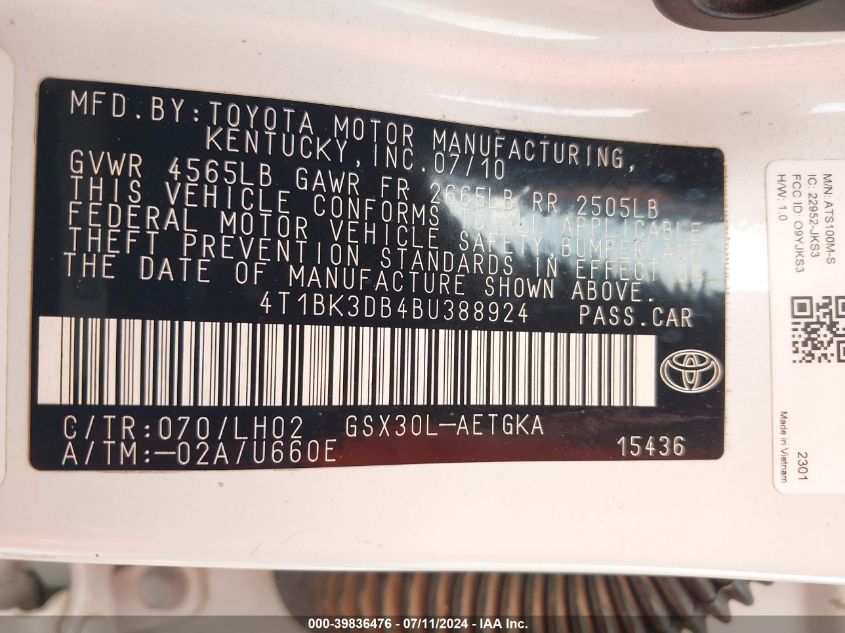 MFD.BY:TOYOTA MOTOR MANUFACTURING,
KENTUCKY,INC.07/10
GVWR 4565LB GAWR FR 2665LB RR 2505LB
THIS VEHICLE CONFORMS TO ALL APPLICABLE
FEDERAL MOTOR VEHICLE SAFETY,BUMPER,AND
THEFT PREVENTION STANDARDS IN EFFECT ON
THE DATE OF MANUFACTURE SHOWN ABOVE.
4T1BK3DB4BU388924 PASS.CAR
C/TR:070/LH02 GSX30L-AETGKA
A/TM:-02A/U660E 15436
M/N: ATS100M-S
IC: 22952-JKS3
FCC ID: O9YJKS3
H/W: 1.0
Made in Vietnam
2301
000-39836476 - 07/11/2024 - IAA Inc.